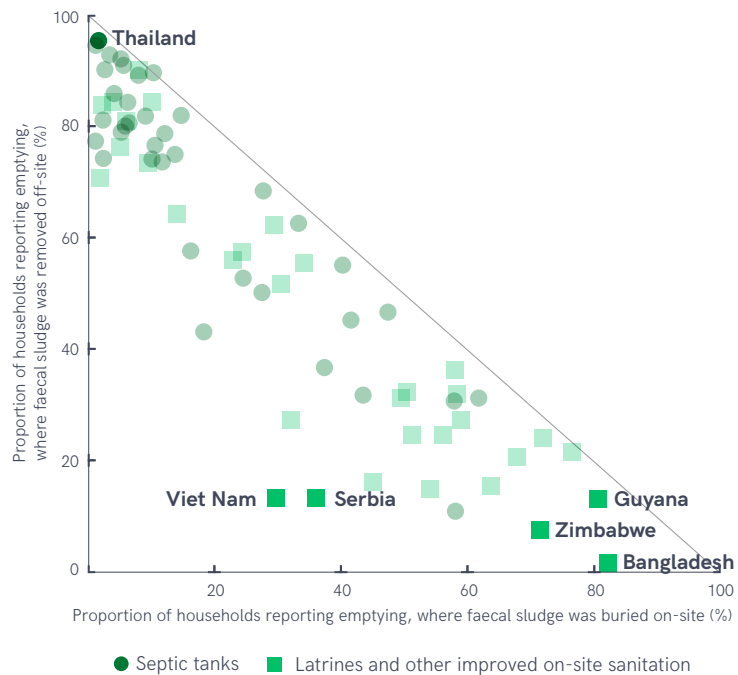 100
80
60
40
20
0
Proportion of households reporting emptying,
where faecal sludge was removed off-site (%)
Thailand
Viet Nam
Serbia
Guyana
Zimbabwe
Bangladesh
20
40
60
80
100
Proportion of households reporting emptying, where faecal sludge was buried on-site (%)
Septic tanks
Latrines and other improved on-site sanitation